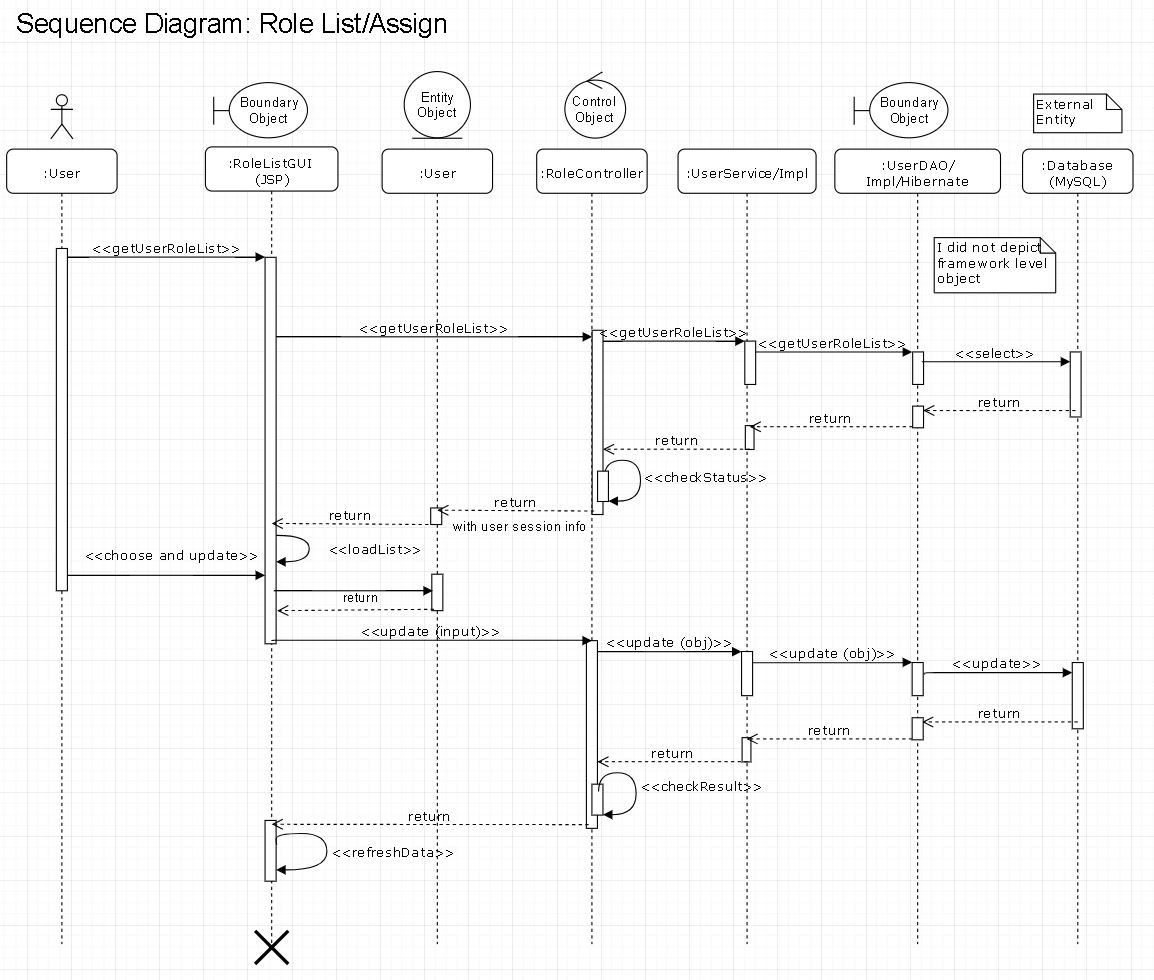 Sequence Diagram: Role List/Assign
Boundary
Object
Entity
Object
Control
Object
Boundary
Object
External
Entity
:User
:RoleListGUI
(JSP)
:User
:RoleController
:UserService/Impl
:UserDAO/
Impl/Hibernate
:Database
(MySQL)
I did not depict
framework level
object
<<getUserRoleList>>
<<getUserRoleList>>
<<getUserRoleList>>
<<getUserRoleList>>
<<select>>
return
return
return
<<checkStatus>>
return
with user session info
return
<<loadList>>
<<choose and update>>
return
<<update (input)>>
<<update (obj)>>
<<update (obj)>>
<<update>>
return
return
return
<<checkResult>>
return
<<refreshData>>